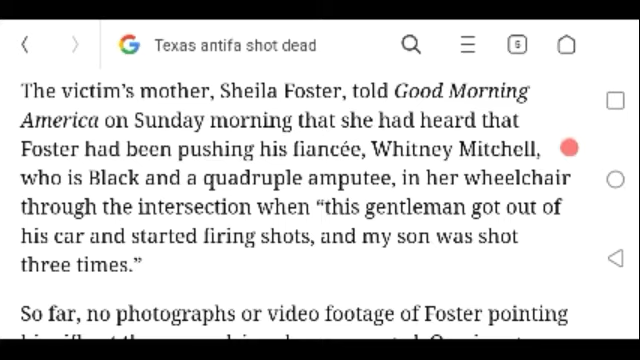 Texas antifa shot dead
5
The victim's mother, Sheila Foster, told Good Morning
America on Sunday morning that she had heard that
Foster had been pushing his fiancée, Whitney Mitchell,
who is Black and a quadruple amputee, in her wheelchair
through the intersection when “this gentleman got out of
his car and started firing shots, and my son was shot
three times.”
So far, no photographs or video footage of Foster pointing